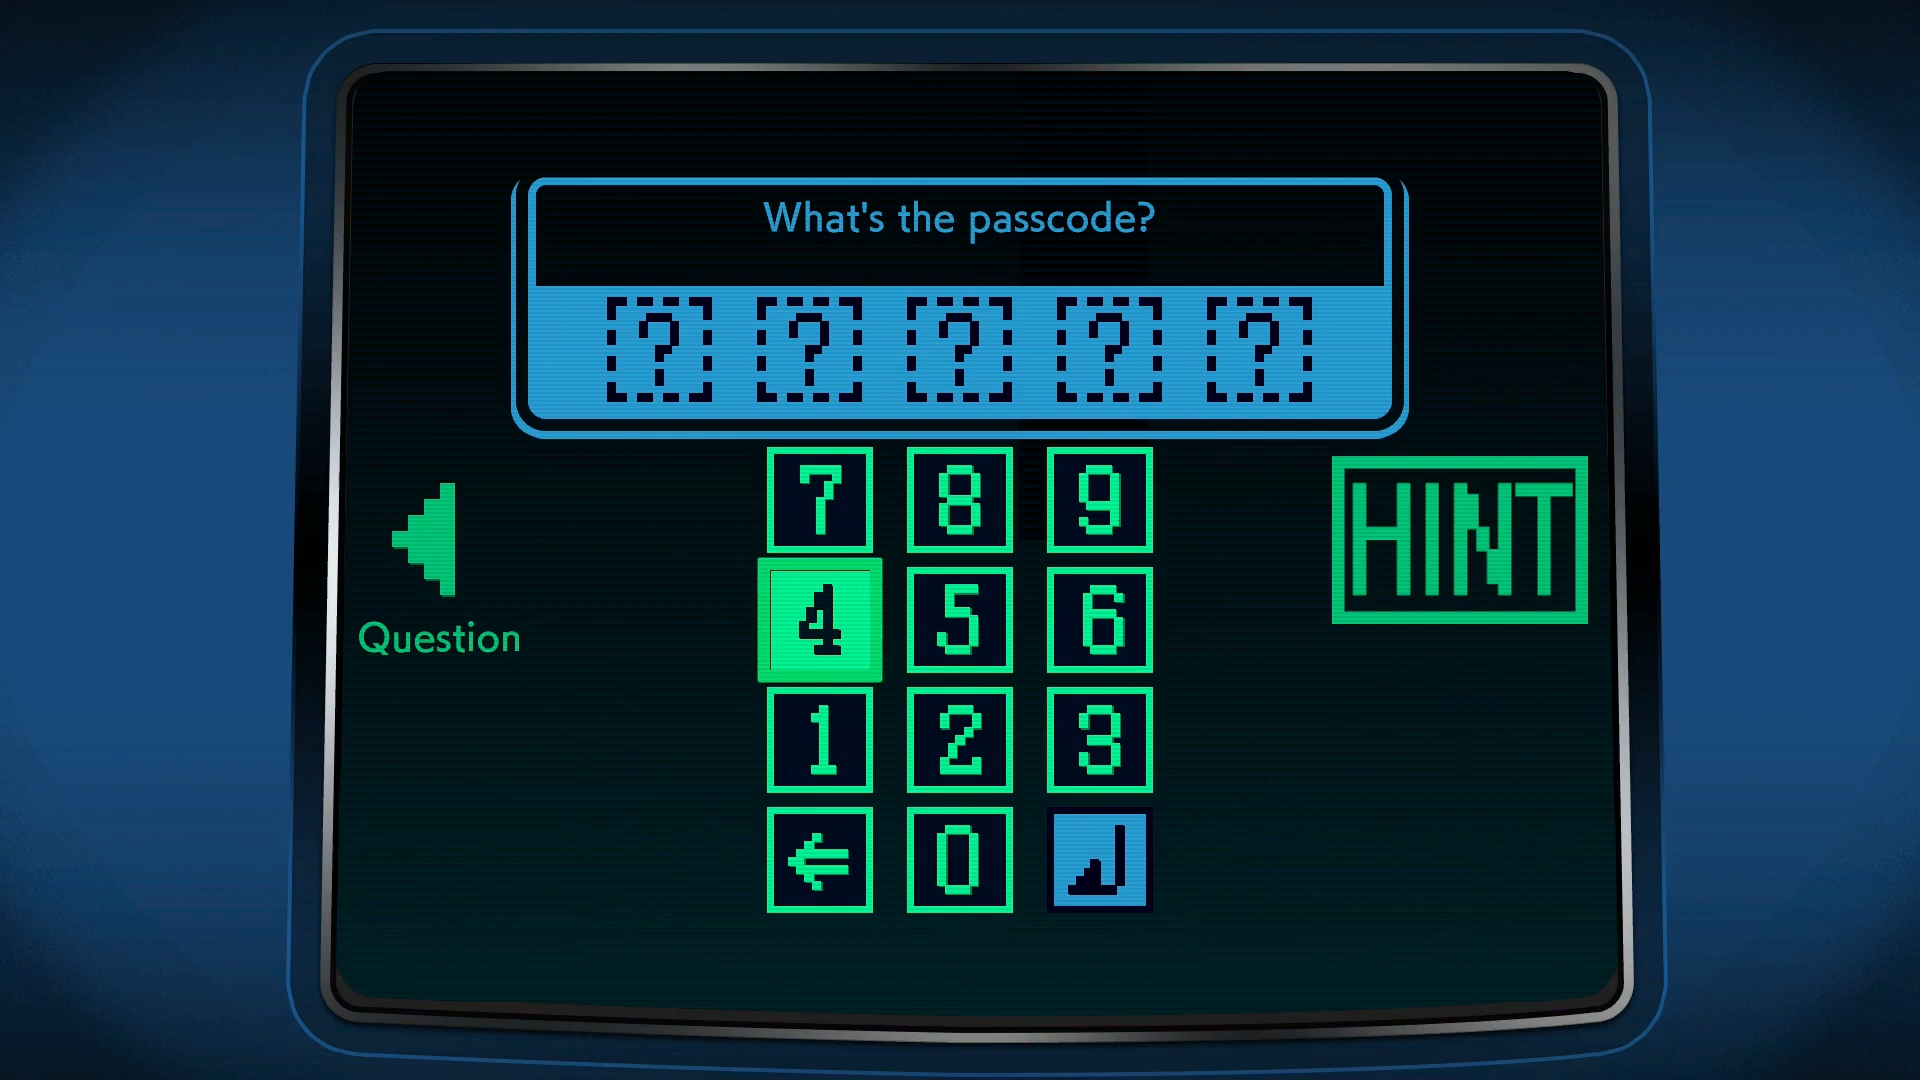 What's the passcode?
? ? ? ? ?
7 8 9
4 5 6
HINT
Question
1 2 3
0